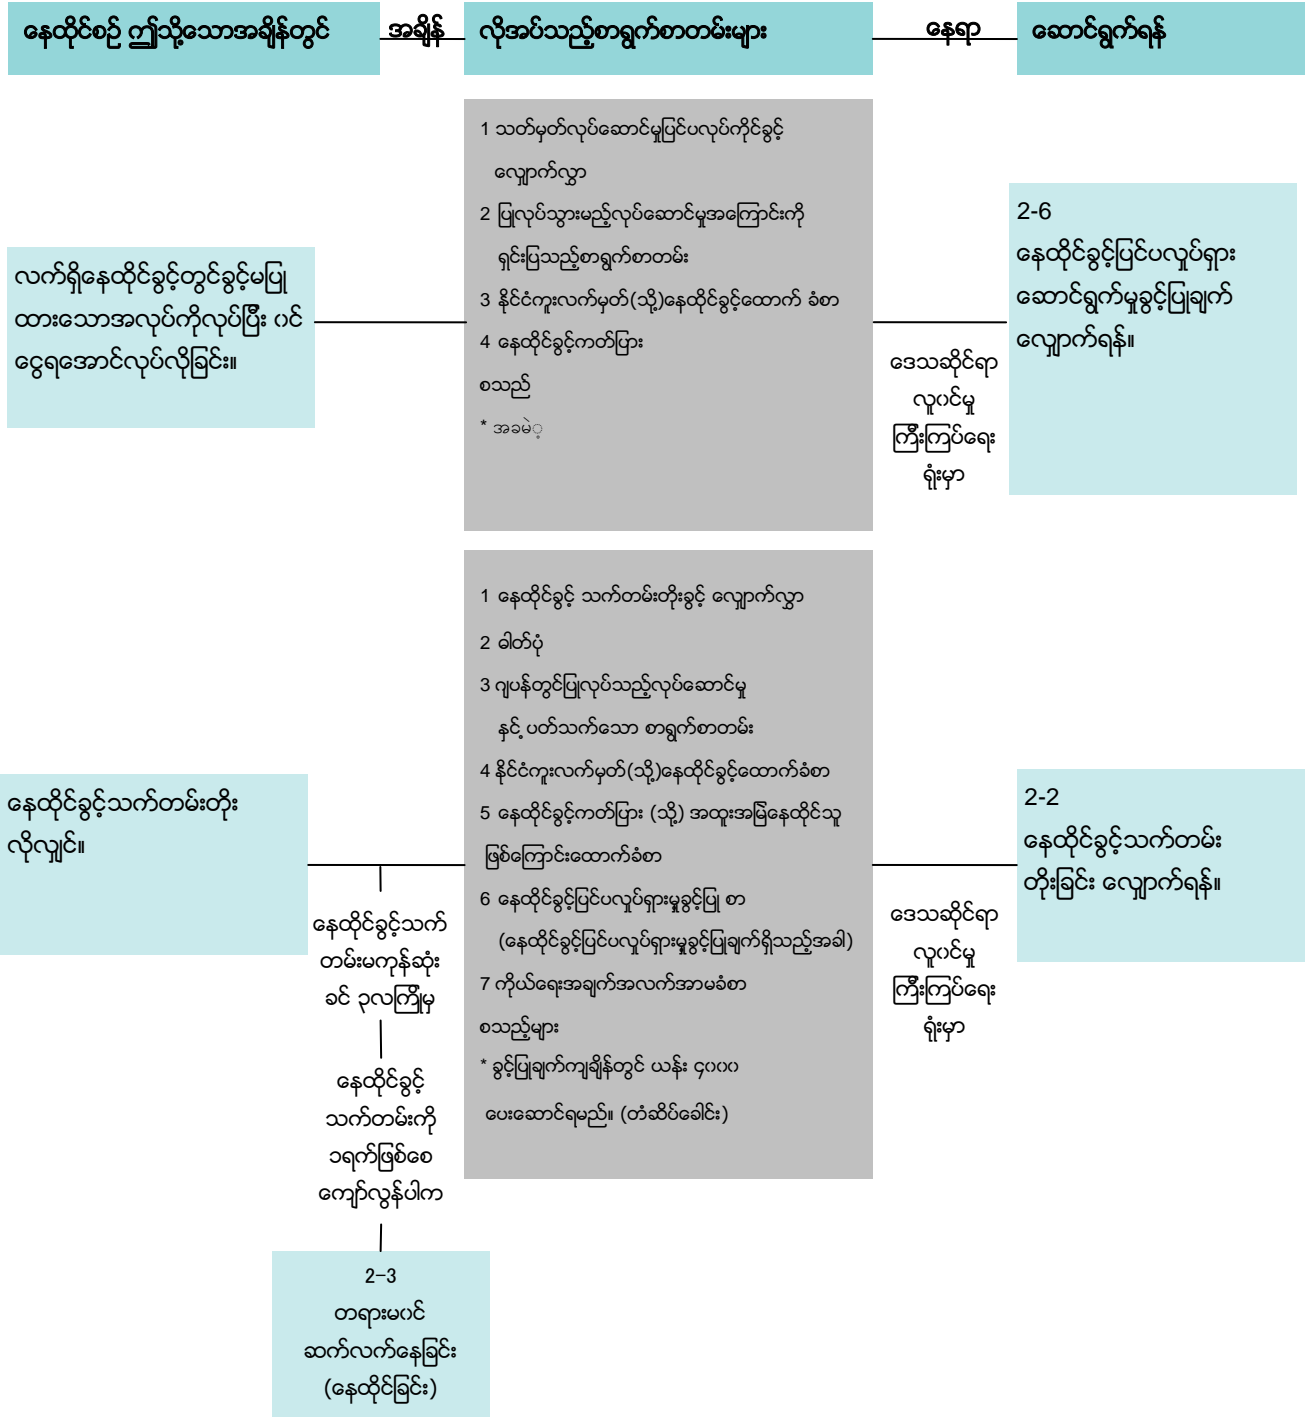 နေထိုင်စဉ် ဤသို့သောအချိန်တွင်
အချိန်
လိုအပ်သည့်စာရွက်စာတမ်းများ
နေရာ
ဆောင်ရွက်ရန်
လက်ရှိနေထိုင်ခွင့်တွင်ခွင့်မပြု
ထားသောအလုပ်ကိုလုပ်ပြီး ၀င်
ငွေရအောင်လုပ်လိုခြင်း။
1 သတ်မှတ်လုပ်ဆောင်မှုပြင်ပလုပ်ကိုင်ခွင့်
လျှောက်လွှာ
2 ပြုလုပ်သွားမည့်လုပ်ဆောင်မှုအကြောင်းကို
ရှင်းပြသည့်စာရွက်စာတမ်း
3 နိုင်ငံကူးလက်မှတ်(သို့)နေထိုင်ခွင့်ထောက် ခံစာ
4 နေထိုင်ခွင့်ကတ်ပြား
စသည်
* အခမဲ့
ဒေသဆိုင်ရာ
လူ၀င်မှု
ကြီးကြပ်ရေး
ရုံးမှာ
2-6
နေထိုင်ခွင့်ပြင်ပလှုပ်ရှား
ဆောင်ရွက်မှုခွင့်ပြုချက်
လျှောက်ရန်။
နေထိုင်ခွင့်သက်တမ်းတိုး
လိုလျှင်။
နေထိုင်ခွင့်သက်
တမ်းမကုန်ဆုံး
ခင် ၃လကြိုမှ
နေထိုင်ခွင့်
သက်တမ်းကို
၁ရက်ဖြစ်စေ
ကျော်လွန်ပါက
2-3
တရားမ၀င်
ဆက်လက်နေခြင်း
(နေထိုင်ခြင်း)
1 နေထိုင်ခွင့် သက်တမ်းတိုးခွင့် လျှောက်လွှာ
2 ဓါတ်ပုံ
3 ဂျပန်တွင်ပြုလုပ်သည့်လုပ်ဆောင်မှု
နှင့် ပတ်သက်သော စာရွက်စာတမ်း
4 နိုင်ငံကူးလက်မှတ်(သို့)နေထိုင်ခွင့်ထောက်ခံစာ
5 နေထိုင်ခွင့်ကတ်ပြား (သို့) အထူးအမြဲနေထိုင်သူ
ဖြစ်ကြောင်းထောက်ခံစာ
6 နေထိုင်ခွင့်ပြင်ပလှုပ်ရှားမှုခွင့်ပြု စာ
(နေထိုင်ခွင့်ပြင်ပလှုပ်ရှားမှုခွင့်ပြုချက်ရှိသည့်အခါ)
7 ကိုယ်ရေးအချက်အလက်အာမခံစာ
စသည့်များ
* ခွင့်ပြုချက်ကျချိန်တွင် ယန်း ၄၀၀၀
ပေးဆောင်ရမည်။ (တံဆိပ်ခေါင်း)
ဒေသဆိုင်ရာ
လူ၀င်မှု
ကြီးကြပ်ရေး
ရုံးမှာ
2-2
နေထိုင်ခွင့်သက်တမ်း
တိုးခြင်း လျှောက်ရန်။